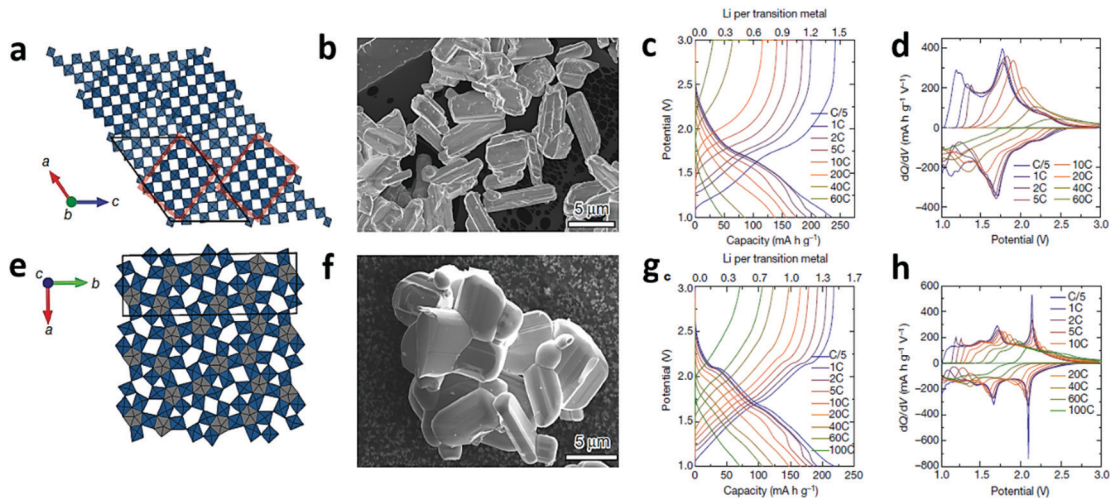 a
a
b
c
b
5 μm
c
Li per transition metal
0.0 0.3 0.6 0.9 1.2 1.5
3.0
2.5
2.0
1.5
1.0
Potential (V)
C/5
1C
2C
5C
10C
20C
40C
60C
0 50 100 150 200 250
Capacity (mA h g⁻¹)
d
400
200
0
-200
-400
dQ/dV (mA h g⁻¹ V⁻¹)
C/5 10C
1C 20C
2C 40C
5C 60C
1.0 1.5 2.0 2.5 3.0
Potential (V)
e
c
b
a
f
5 μm
g
c
Li per transition metal
0.0 0.3 0.7 1.0 1.3 1.7
3.0
2.5
2.0
1.5
1.0
Potential (V)
C/5
1C
2C
5C
10C
20C
40C
60C
100C
0 50 100 150 200 250
Capacity (mA h g⁻¹)
h
600
400
200
0
−200
−400
−600
−800
dQ/dV (mA h g⁻¹ V⁻¹)
C/5
1C
2C
5C
10C
20C
40C
60C
100C
1.0 1.5 2.0 2.5 3.0
Potential (V)